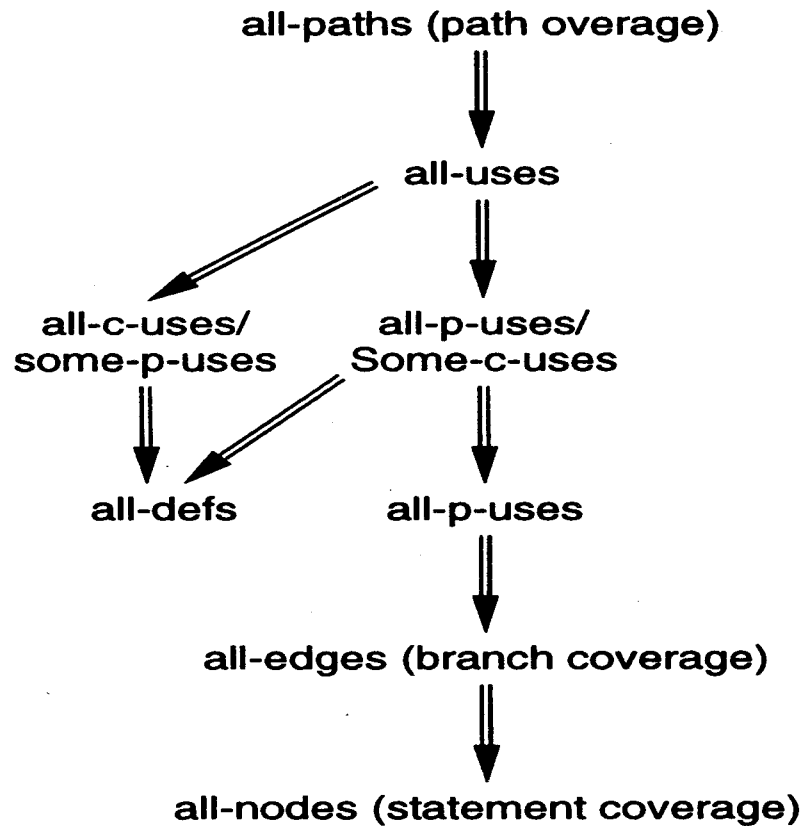 all-paths (path overage)
all-uses
all-c-uses/
some-p-uses
all-p-uses/
Some-c-uses
all-defs
all-p-uses
all-edges (branch coverage)
all-nodes (statement coverage)